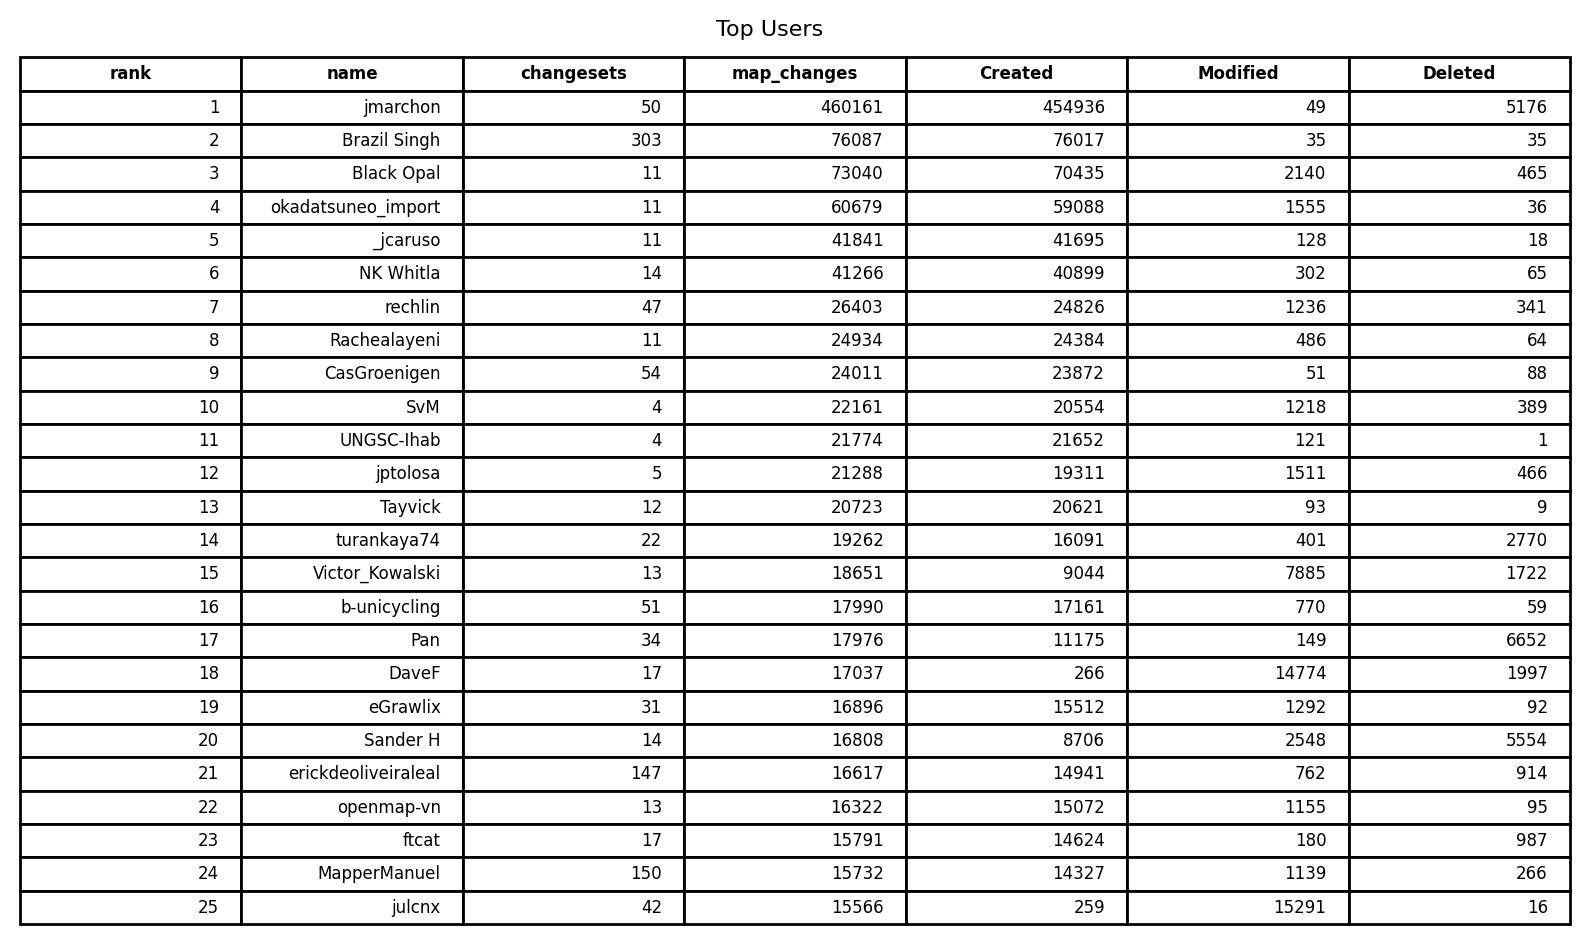 Top Users
rank name changesets map_changes Created Modified Deleted
1 jmarchon 50 460161 454936 49 5176
2 Brazil Singh 303 76087 76017 35 35
3 Black Opal 11 73040 70435 2140 465
4 okadatsuneo_import 11 60679 59088 1555 36
5 _jcaruso 11 41841 41695 128 18
6 NK Whitla 14 41266 40899 302 65
7 rechlin 47 26403 24826 1236 341
8 Rachealayeni 11 24934 24384 486 64
9 CasGroenigen 54 24011 23872 51 88
10 SvM 4 22161 20554 1218 389
11 UNGSC-Ihab 4 21774 21652 121 1
12 jptolosa 5 21288 19311 1511 466
13 Tayvick 12 20723 20621 93 9
14 turankaya74 22 19262 16091 401 2770
15 Victor_Kowalski 13 18651 9044 7885 1722
16 b-unicycling 51 17990 17161 770 59
17 Pan 34 17976 11175 149 6652
18 DaveF 17 17037 266 14774 1997
19 eGrawlix 31 16896 15512 1292 92
20 Sander H 14 16808 8706 2548 5554
21 erickdeoliveiraleal 147 16617 14941 762 914
22 openmap-vn 13 16322 15072 1155 95
23 ftcat 17 15791 14624 180 987
24 MapperManuel 150 15732 14327 1139 266
25 julcnx 42 15566 259 15291 16